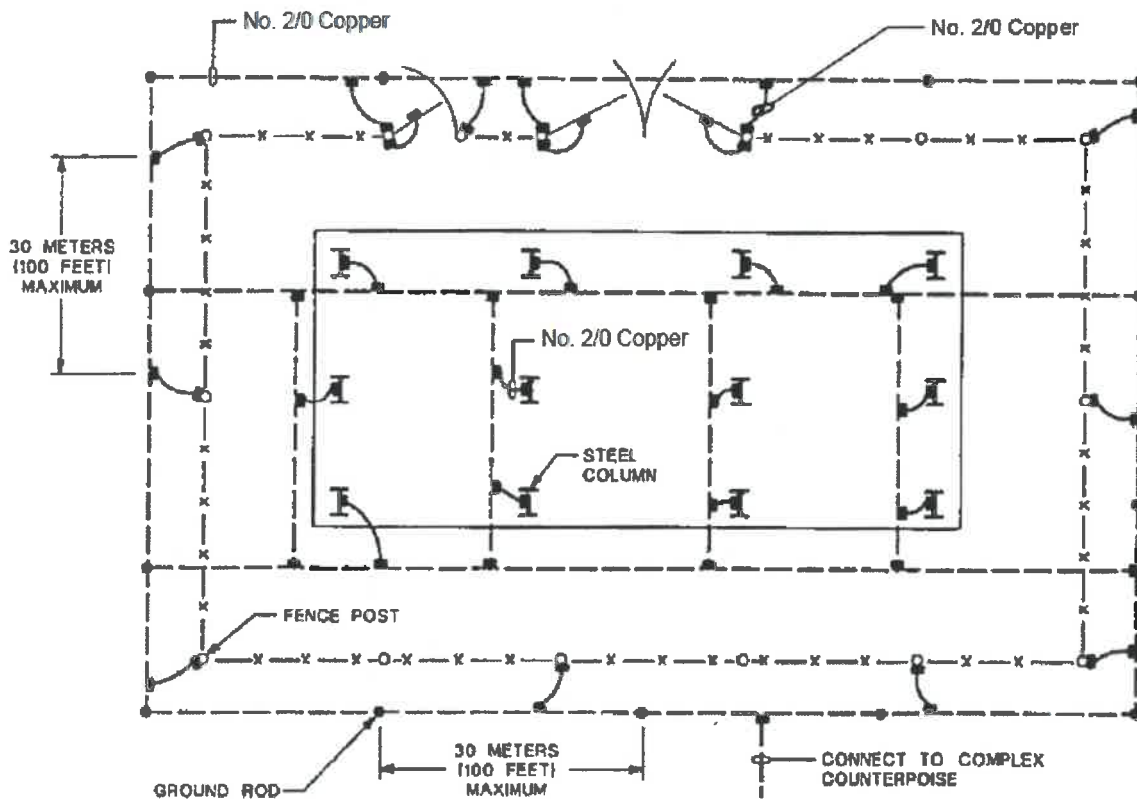 No. 2/0 Copper
No. 2/0 Copper
30 METERS
(100 FEET)
MAXIMUM
No. 2/0 Copper
STEEL
COLUMN
FENCE POST
30 METERS
(100 FEET)
MAXIMUM
CONNECT TO COMPLEX
COUNTERPOISE
GROUND ROD